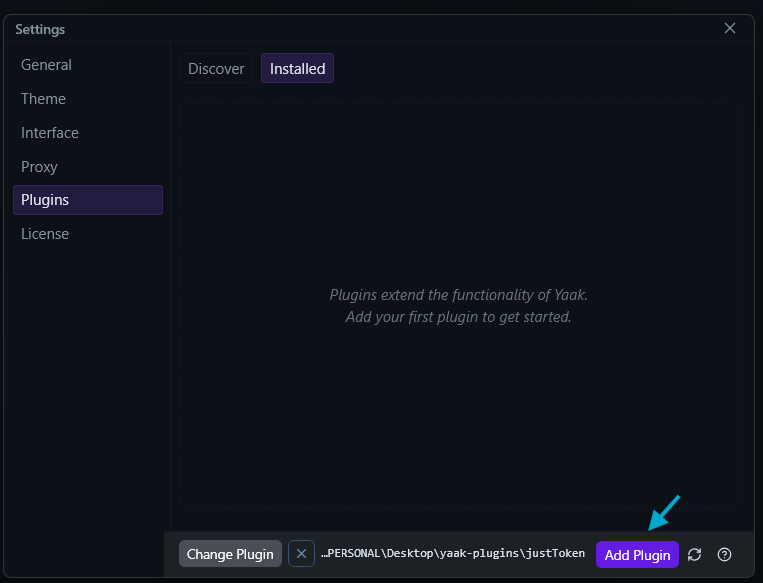 Settings
General
Theme
Interface
Proxy
Plugins
License
Discover
Installed
Plugins extend the functionality of Yaak.
Add your first plugin to get started.
Change Plugin
…PERSONAL\Desktop\yaak-plugins\justToken
Add Plugin